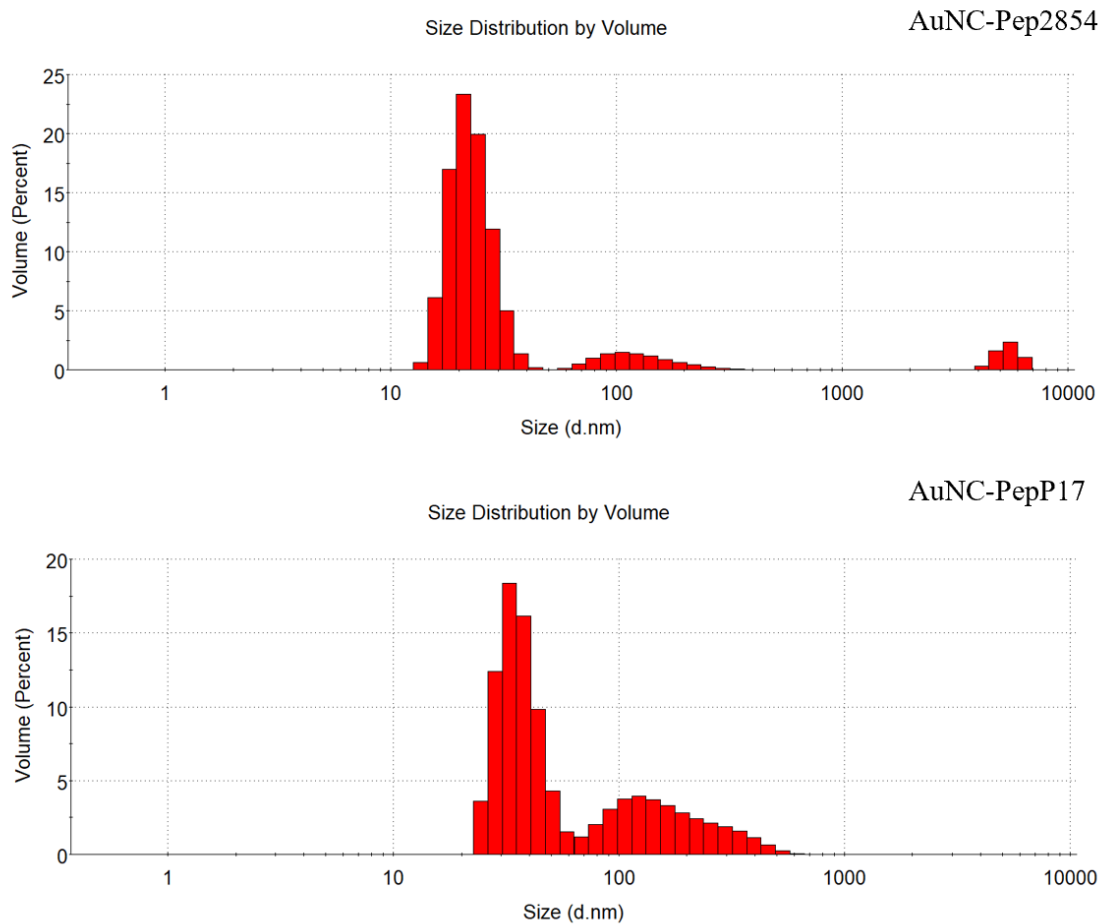 Size Distribution by Volume
AuNC-Pep2854
Volume (Percent)
25
20
15
10
5
0
1 10 100 1000 10000
Size (d.nm)
AuNC-PepP17
Size Distribution by Volume
Volume (Percent)
20
15
10
5
0
1 10 100 1000 10000
Size (d.nm)